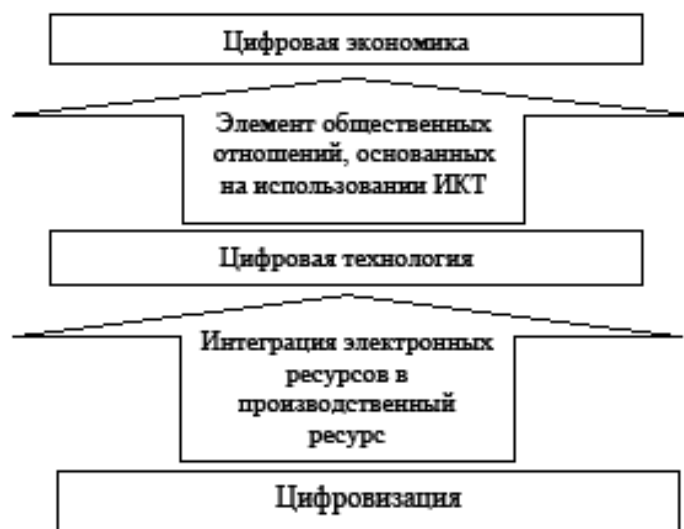 Цифровая экономика
Элемент общественных
отношений, основанных
на использовании ИКТ
Цифровая технология
Интеграция электронных
ресурсов в
производственный
ресурс
Цифровизация